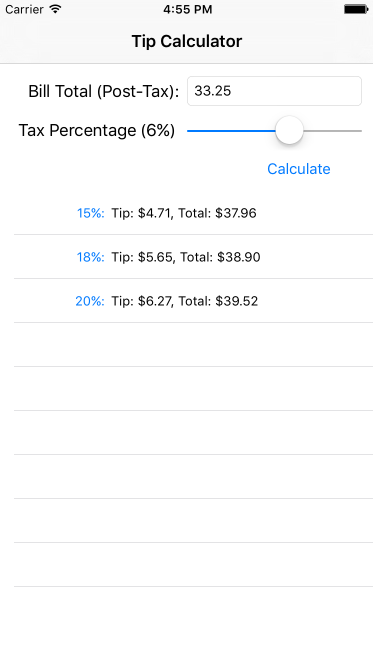 Carrier 4:55 PM
Tip Calculator
Bill Total (Post-Tax): 33.25
Tax Percentage (6%)
Calculate
15%: Tip: $4.71, Total: $37.96
18%: Tip: $5.65, Total: $38.90
20%: Tip: $6.27, Total: $39.52